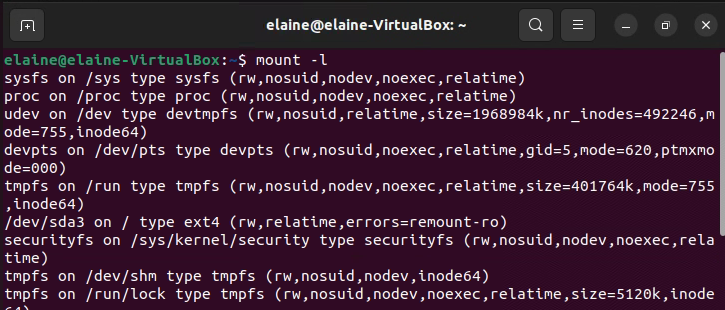 elaine@elaine-VirtualBox: ~
elaine@elaine-VirtualBox:~$ mount -l
sysfs on /sys type sysfs (rw,nosuid,nodev,noexec,relatime)
proc on /proc type proc (rw,nosuid,nodev,noexec,relatime)
udev on /dev type devtmpfs (rw,nosuid,relatime,size=1968984k,nr_inodes=492246,m
ode=755,inode64)
devpts on /dev/pts type devpts (rw,nosuid,noexec,relatime,gid=5,mode=620,ptmxmo
de=000)
tmpfs on /run type tmpfs (rw,nosuid,nodev,noexec,relatime,size=401764k,mode=755
,inode64)
/dev/sda3 on / type ext4 (rw,relatime,errors=remount-ro)
securityfs on /sys/kernel/security type securityfs (rw,nosuid,nodev,noexec,rela
time)
tmpfs on /dev/shm type tmpfs (rw,nosuid,nodev,inode64)
tmpfs on /run/lock type tmpfs (rw,nosuid,nodev,noexec,relatime,size=5120k,inode
64)